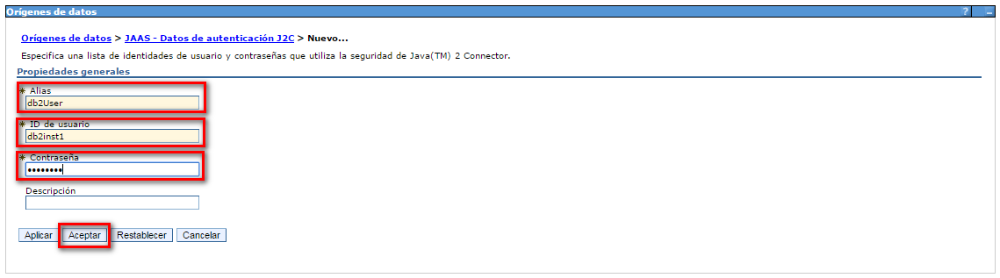 Orígenes de datos
?
Orígenes de datos > JAAS - Datos de autenticación J2C > Nuevo...
Especifica una lista de identidades de usuario y contraseñas que utiliza la seguridad de Java(TM) 2 Connector.
Propiedades generales
* Alias
db2User
* ID de usuario
db2inst1
* Contraseña
••••••••
Descripción
Aplicar Aceptar Restablecer Cancelar